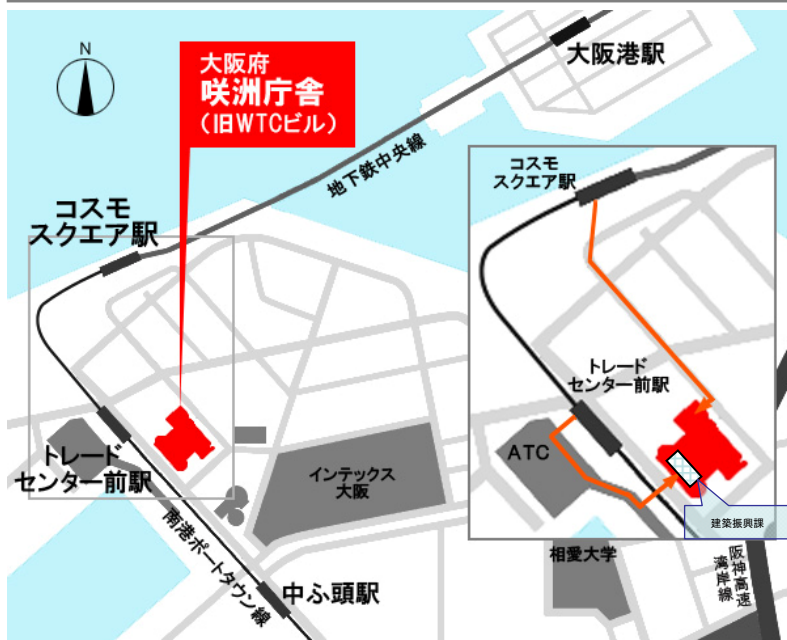 N
大阪府
咲洲庁舎
（旧WTCビル）
大阪港駅
地下鉄中央線
コスモ
スクエア駅
トレード
センター前駅
インテックス
大阪
南港ポートタウン線
中ふ頭駅
コスモ
スクエア駅
トレード
センター前駅
ATC
建築振興課
相愛大学
阪神高速
湾岸線